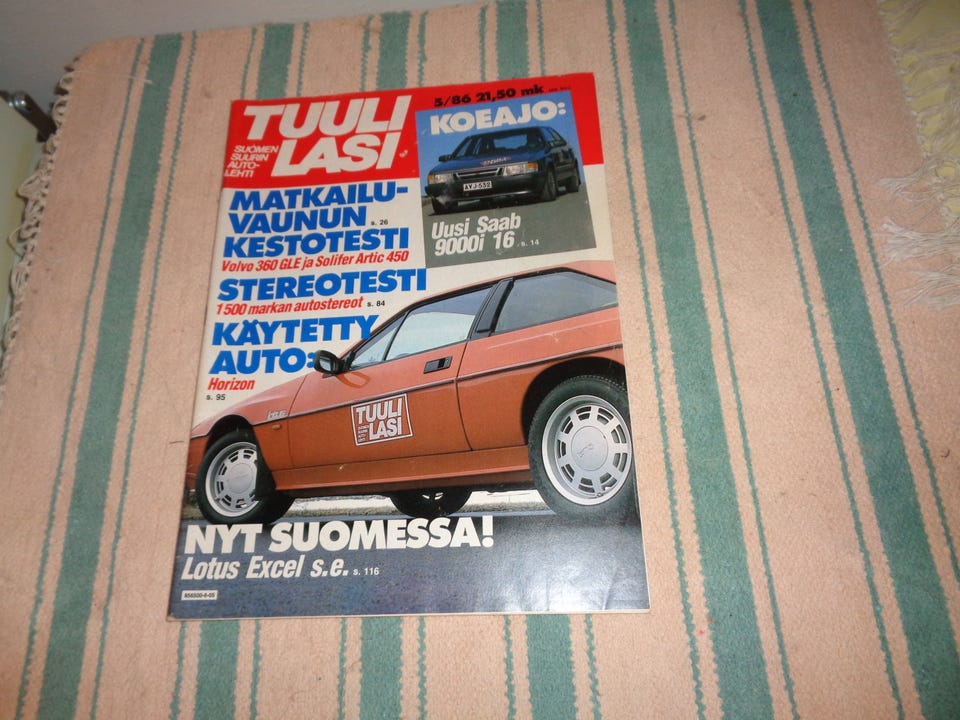 TUULI
LASI
SUOMEN
SUURIN
AUTO-
LEHTI
5/86 21,50 mk
KOEAJO:
AVJ-532
Uusi Saab
9000i 16 s. 14
MATKAILU-
VAUNUN s. 26
KESTOTESTI
Volvo 360 GLE ja Solifer Artic 450
STEREOTESTI
1500 markan autostereot s. 84
KÄYTETTY
AUTO:
Horizon
s. 95
TUULI
LASI
NYT SUOMESSA!
Lotus Excel s.e. s. 116